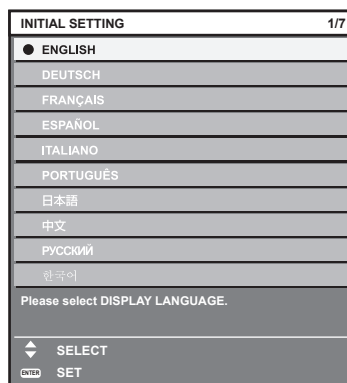 INITIAL SETTING 1/7
ENGLISH
DEUTSCH
FRANÇAIS
ESPAÑOL
ITALIANO
PORTUGUÊS
日本語
中文
РУССКИЙ
한국어
Please select DISPLAY LANGUAGE.
SELECT
ENTER SET